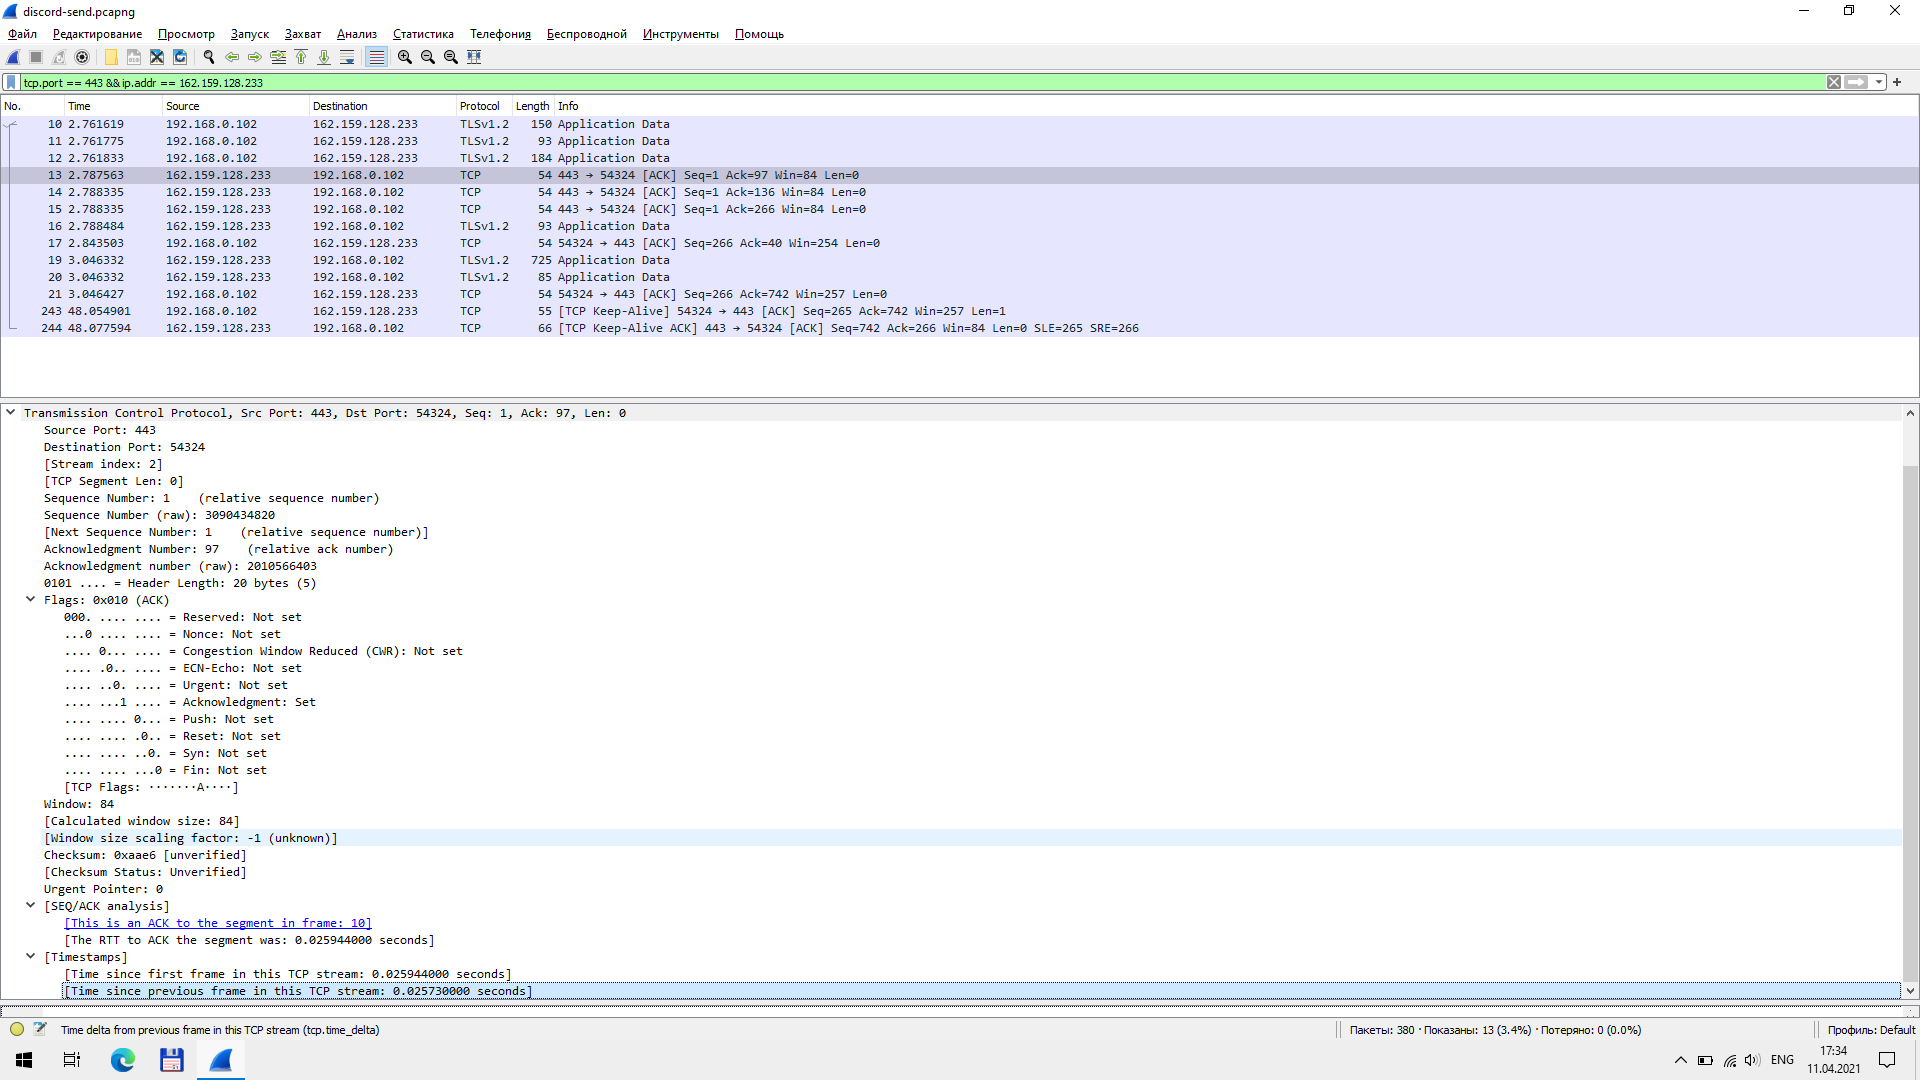 discord-send.pcapng
Файл Редактирование Просмотр Запуск Захват Анализ Статистика Телефония Беспроводной Инструменты Помощь
tcp.port == 443 && ip.addr == 162.159.128.233
No. Time Source Destination Protocol Length Info
10 2.761619 192.168.0.102 162.159.128.233 TLSv1.2 150 Application Data
11 2.761775 192.168.0.102 162.159.128.233 TLSv1.2 93 Application Data
12 2.761833 192.168.0.102 162.159.128.233 TLSv1.2 184 Application Data
13 2.787563 162.159.128.233 192.168.0.102 TCP 54 443 → 54324 [ACK] Seq=1 Ack=97 Win=84 Len=0
14 2.788335 162.159.128.233 192.168.0.102 TCP 54 443 → 54324 [ACK] Seq=1 Ack=136 Win=84 Len=0
15 2.788335 162.159.128.233 192.168.0.102 TCP 54 443 → 54324 [ACK] Seq=1 Ack=266 Win=84 Len=0
16 2.788484 162.159.128.233 192.168.0.102 TLSv1.2 93 Application Data
17 2.843503 192.168.0.102 162.159.128.233 TCP 54 54324 → 443 [ACK] Seq=266 Ack=40 Win=254 Len=0
19 3.046332 162.159.128.233 192.168.0.102 TLSv1.2 725 Application Data
20 3.046332 162.159.128.233 192.168.0.102 TLSv1.2 85 Application Data
21 3.046427 192.168.0.102 162.159.128.233 TCP 54 54324 → 443 [ACK] Seq=266 Ack=742 Win=257 Len=0
243 48.054901 192.168.0.102 162.159.128.233 TCP 55 [TCP Keep-Alive] 54324 → 443 [ACK] Seq=265 Ack=742 Win=257 Len=1
244 48.077594 162.159.128.233 192.168.0.102 TCP 66 [TCP Keep-Alive ACK] 443 → 54324 [ACK] Seq=742 Ack=266 Win=84 Len=0 SLE=265 SRE=266
Transmission Control Protocol, Src Port: 443, Dst Port: 54324, Seq: 1, Ack: 97, Len: 0
Source Port: 443
Destination Port: 54324
[Stream index: 2]
[TCP Segment Len: 0]
Sequence Number: 1 (relative sequence number)
Sequence Number (raw): 3090434820
[Next Sequence Number: 1 (relative sequence number)]
Acknowledgment Number: 97 (relative ack number)
Acknowledgment number (raw): 2010566403
0101 .... = Header Length: 20 bytes (5)
Flags: 0x010 (ACK)
000. .... .... = Reserved: Not set
...0 .... .... = Nonce: Not set
.... 0... .... = Congestion Window Reduced (CWR): Not set
.... .0.. .... = ECN-Echo: Not set
.... ..0. .... = Urgent: Not set
.... ...1 .... = Acknowledgment: Set
.... .... 0... = Push: Not set
.... .... .0.. = Reset: Not set
.... .... ..0. = Syn: Not set
.... .... ...0 = Fin: Not set
[TCP Flags: ·······A····]
Window: 84
[Calculated window size: 84]
[Window size scaling factor: -1 (unknown)]
Checksum: 0xaae6 [unverified]
[Checksum Status: Unverified]
Urgent Pointer: 0
[SEQ/ACK analysis]
[This is an ACK to the segment in frame: 10]
[The RTT to ACK the segment was: 0.025944000 seconds]
[Timestamps]
[Time since first frame in this TCP stream: 0.025944000 seconds]
[Time since previous frame in this TCP stream: 0.025730000 seconds]
Time delta from previous frame in this TCP stream (tcp.time_delta) Пакеты: 380 · Показаны: 13 (3.4%) · Потеряно: 0 (0.0%) Профиль: Default
ENG 17:34
11.04.2021